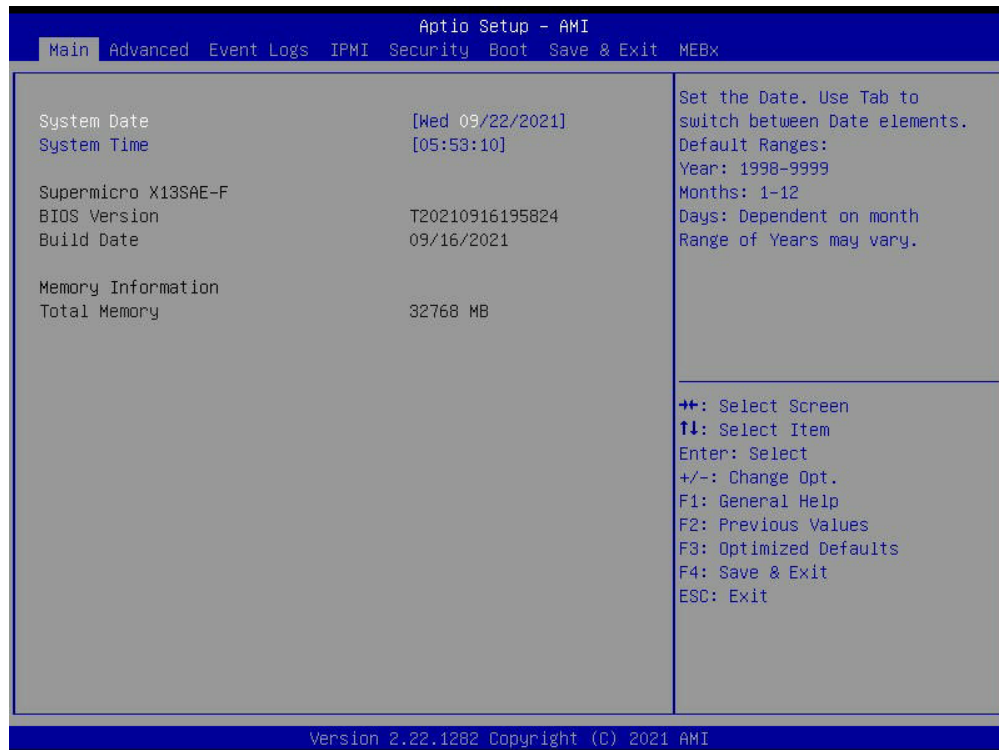 Aptio Setup – AMI
Main Advanced Event Logs IPMI Security Boot Save & Exit MEBx
System Date [Wed 09/22/2021]
System Time [05:53:10]
Supermicro X13SAE-F
BIOS Version T20210916195824
Build Date 09/16/2021
Memory Information
Total Memory 32768 MB
Set the Date. Use Tab to
switch between Date elements.
Default Ranges:
Year: 1998-9999
Months: 1-12
Days: Dependent on month
Range of Years may vary.
→←: Select Screen
↑↓: Select Item
Enter: Select
+/-: Change Opt.
F1: General Help
F2: Previous Values
F3: Optimized Defaults
F4: Save & Exit
ESC: Exit
Version 2.22.1282 Copyright (C) 2021 AMI